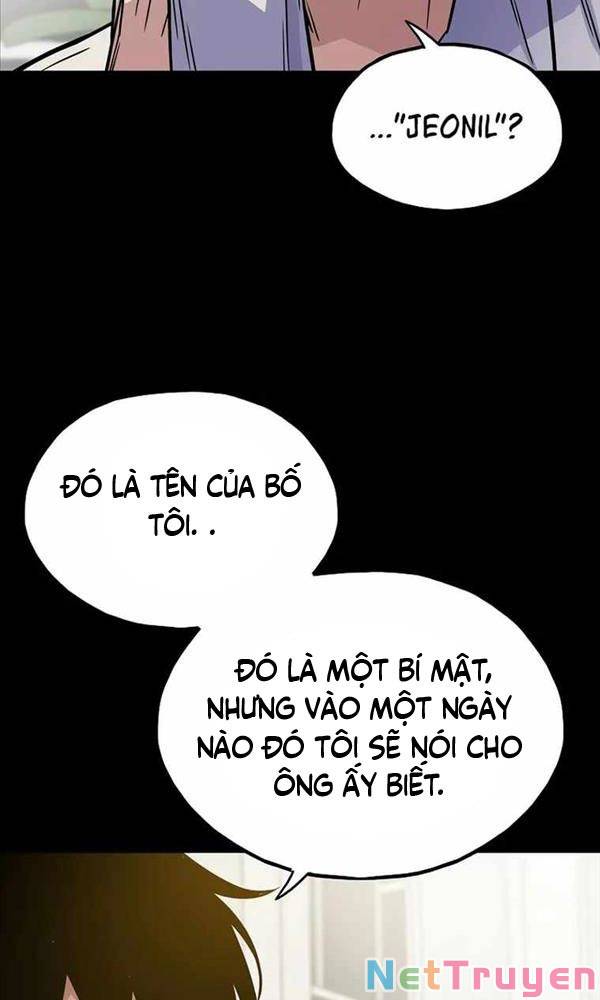 ..."JEONIL"?
ĐÓ LÀ TÊN CỦA BỐ
TÔI. .
ĐÓ LÀ MỘT BÍ MẬT,
NHƯNG VÀO MỘT NGÀY
NÀO ĐÓ TÔI SẼ NÓI CHO
ÔNG ẤY BIẾT.
NETTRUYEN